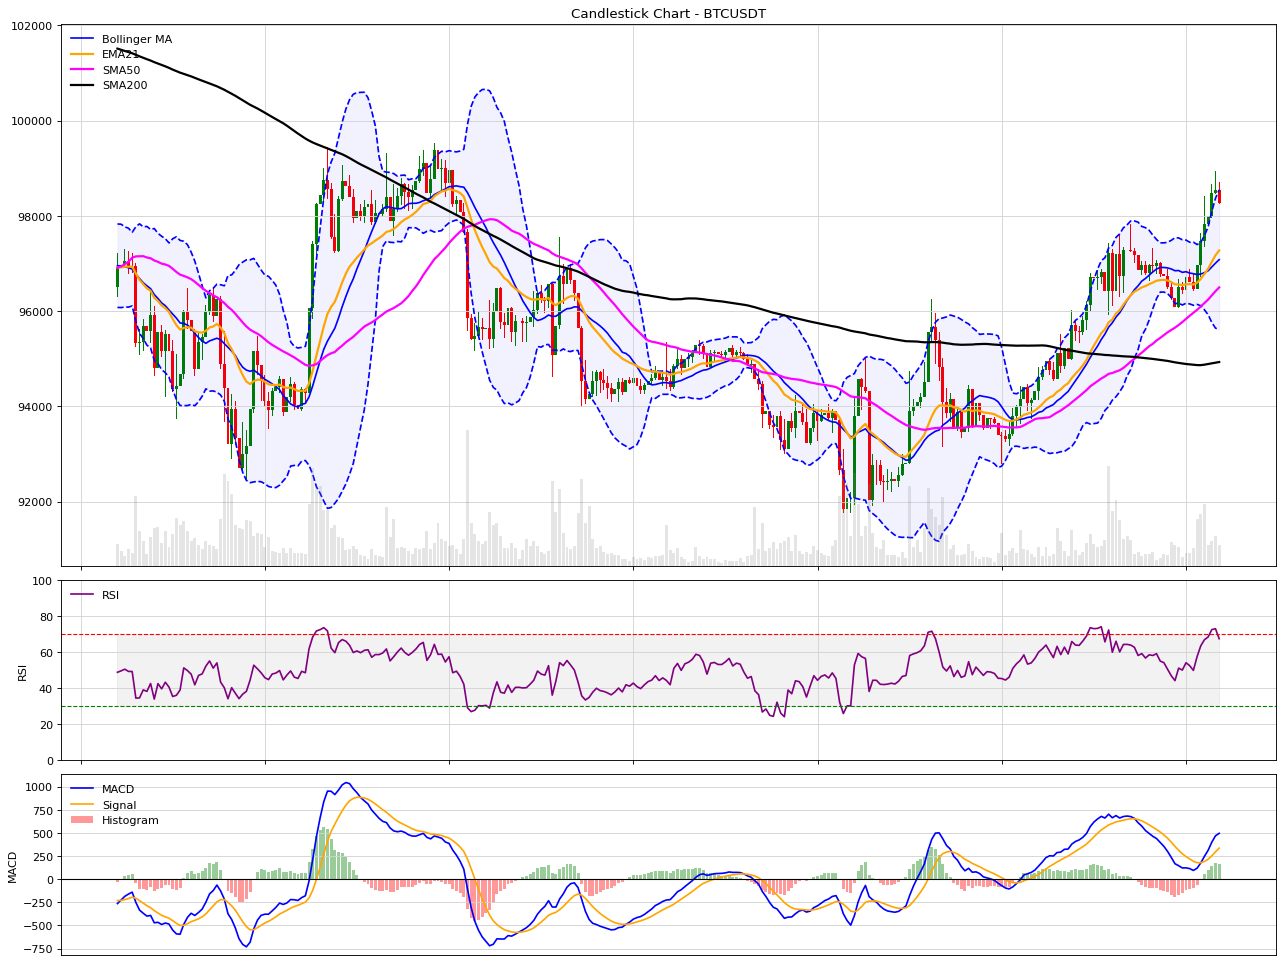 Candlestick Chart - BTCUSDT
102000
100000
98000
96000
94000
92000
Bollinger MA
EMA21
SMA50
SMA200
100
80
60
40
20
0
RSI
RSI
1000
750
500
250
0
−250
−500
−750
MACD
MACD
Signal
Histogram